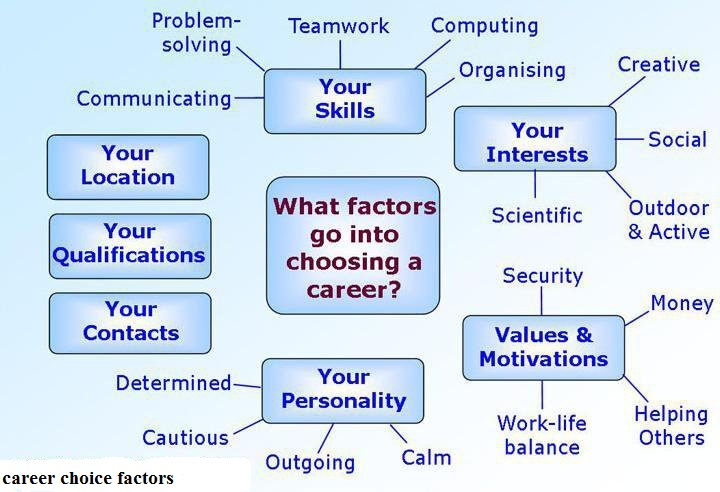 Problem-
solving
Teamwork
Computing
Communicating
Your
Skills
Organising
Creative
Your
Interests
Social
Scientific
Outdoor
& Active
Your
Location
Your
Qualifications
Your
Contacts
What factors
go into
choosing a
career?
Security
Money
Values &
Motivations
Work-life
balance
Helping
Others
Determined
Your
Personality
Cautious
Outgoing
Calm
career choice factors